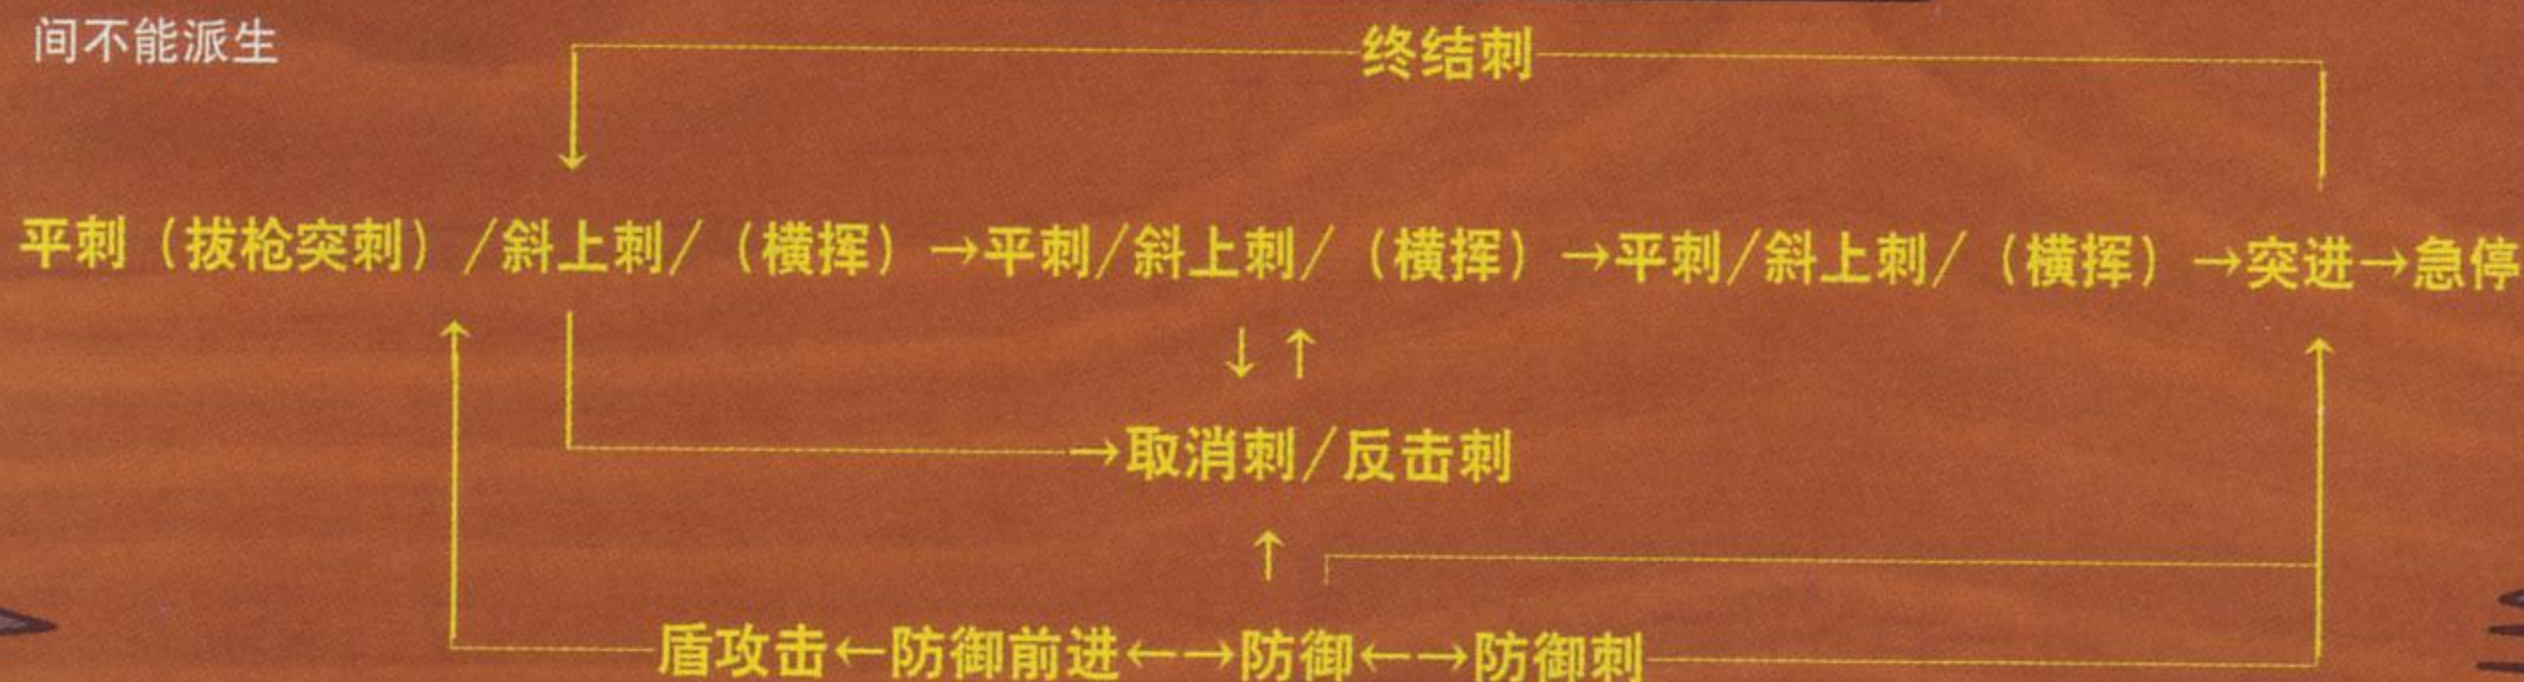 间不能派生
终结刺
平刺（拔枪突刺）/斜上刺/（横挥）→平刺/斜上刺/（横挥）→平刺/斜上刺/（横挥）→突进→急停
↓↑
→取消刺/反击刺
↑
盾攻击←防御前进←→防御←→防御刺